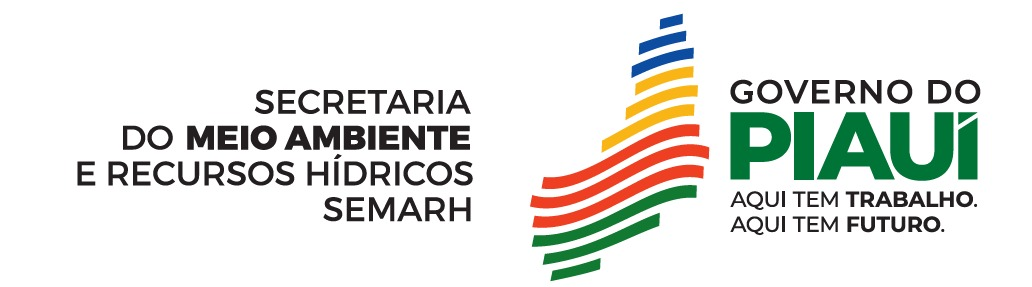 SECRETARIA
DO MEIO AMBIENTE
E RECURSOS HÍDRICOS
SEMARH
GOVERNO DO
PIAUÍ
AQUI TEM TRABALHO.
AQUI TEM FUTURO.